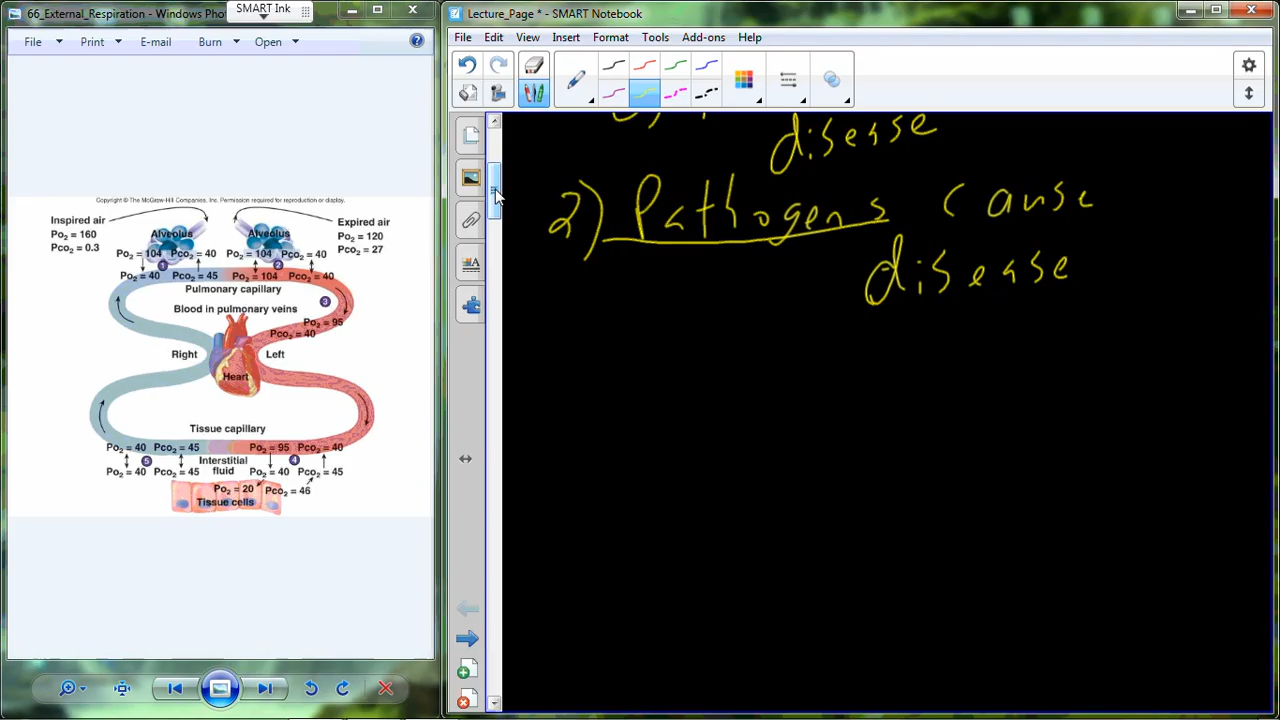 66_External_Respiration - Windows Pho
SMART Ink
File Print E-mail Burn Open
Copyright © The McGraw-Hill Companies, Inc. Permission required for reproduction or display.
Inspired air
Po2 = 160
Pco2 = 0.3
Expired air
Po2 = 120
Pco2 = 27
Alveolus Alveolus
Po2 = 104 Pco2 = 40 Po2 = 104 Pco2 = 40
1 2
Po2 = 40 Pco2 = 45 Po2 = 104 Pco2 = 40
Pulmonary capillary
3
Blood in pulmonary veins
Po2 = 95
Pco2 = 40
Right Left
Heart
Tissue capillary
Po2 = 40 Pco2 = 45 Po2 = 95 Pco2 = 40
5 Interstitial 4
fluid
Po2 = 40 Pco2 = 45 Po2 = 40 Pco2 = 45
Po2 = 20 Pco2 = 46
Tissue cells
Lecture_Page * - SMART Notebook
File Edit View Insert Format Tools Add-ons Help
disease
2) Pathogens cause
disease